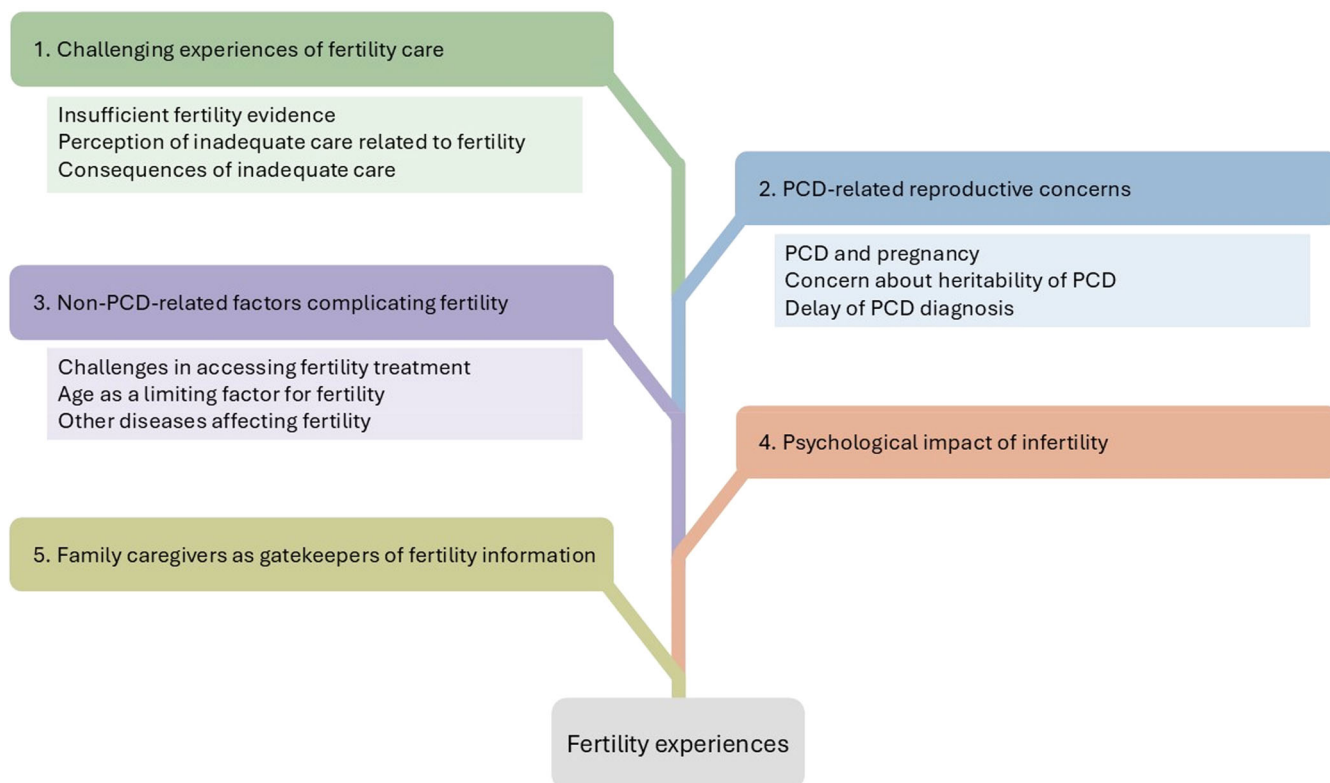 1. Challenging experiences of fertility care
Insufficient fertility evidence
Perception of inadequate care related to fertility
Consequences of inadequate care
2. PCD-related reproductive concerns
PCD and pregnancy
Concern about heritability of PCD
Delay of PCD diagnosis
3. Non-PCD-related factors complicating fertility
Challenges in accessing fertility treatment
Age as a limiting factor for fertility
Other diseases affecting fertility
4. Psychological impact of infertility
5. Family caregivers as gatekeepers of fertility information
Fertility experiences